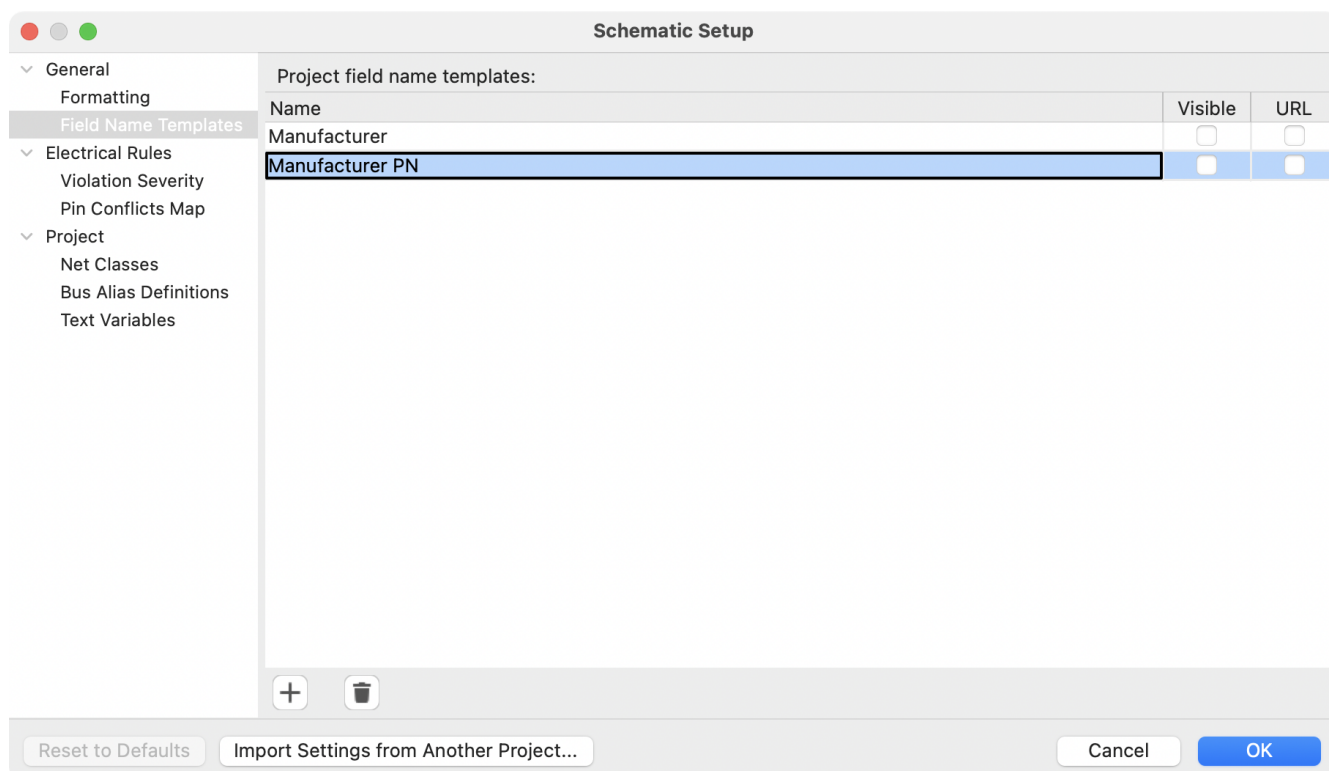 Schematic Setup
General
Formatting
Field Name Templates
Electrical Rules
Violation Severity
Pin Conflicts Map
Project
Net Classes
Bus Alias Definitions
Text Variables
Project field name templates:
Name Visible URL
Manufacturer
Manufacturer PN
Reset to Defaults Import Settings from Another Project... Cancel OK